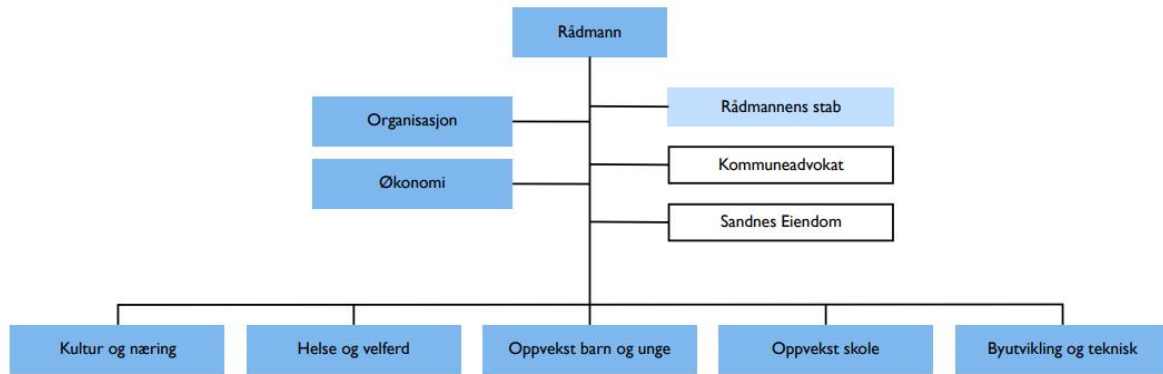 Rådmann
Rådmannens stab
Organisasjon
Kommuneadvokat
Økonomi
Sandnes Eiendom
Kultur og næring
Helse og velferd
Oppvekst barn og unge
Oppvekst skole
Byutvikling og teknisk